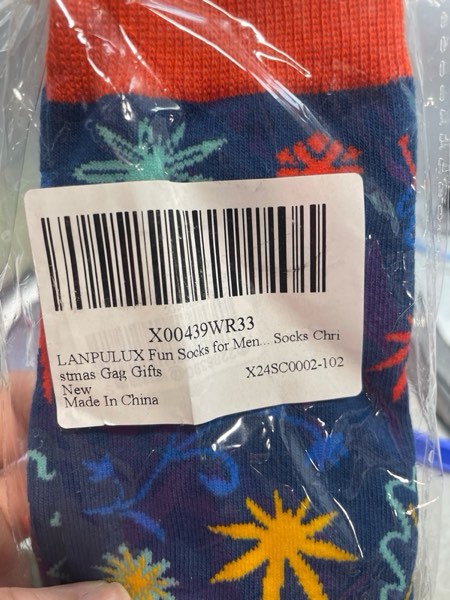 X00439WR33
LANPULUX Fun Socks for Men... Socks Chri
stmas Gag Gifts
X24SC0002-102
New
Made In China